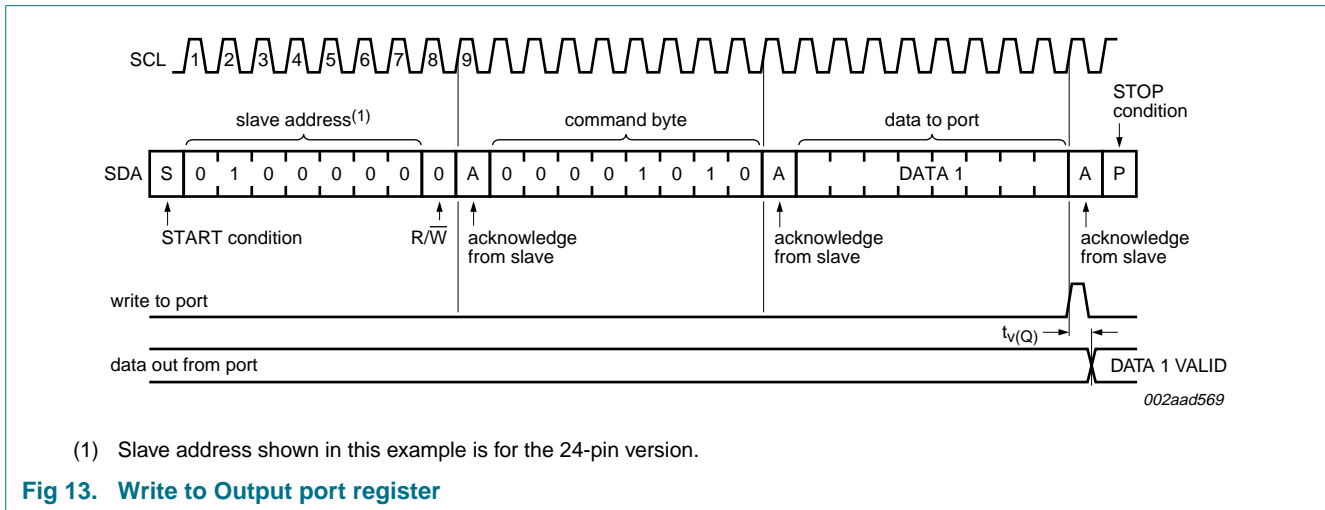 SCL 1 2 3 4 5 6 7 8 9
STOP
condition
slave address(1) command byte data to port
SDA S 0 1 0 0 0 0 0 0 A 0 0 0 0 1 0 1 0 A DATA 1 A P
START condition R/W̅ acknowledge from slave acknowledge from slave acknowledge from slave
write to port
tv(Q)
data out from port DATA 1 VALID
002aad569
(1) Slave address shown in this example is for the 24-pin version.
Fig 13. Write to Output port register